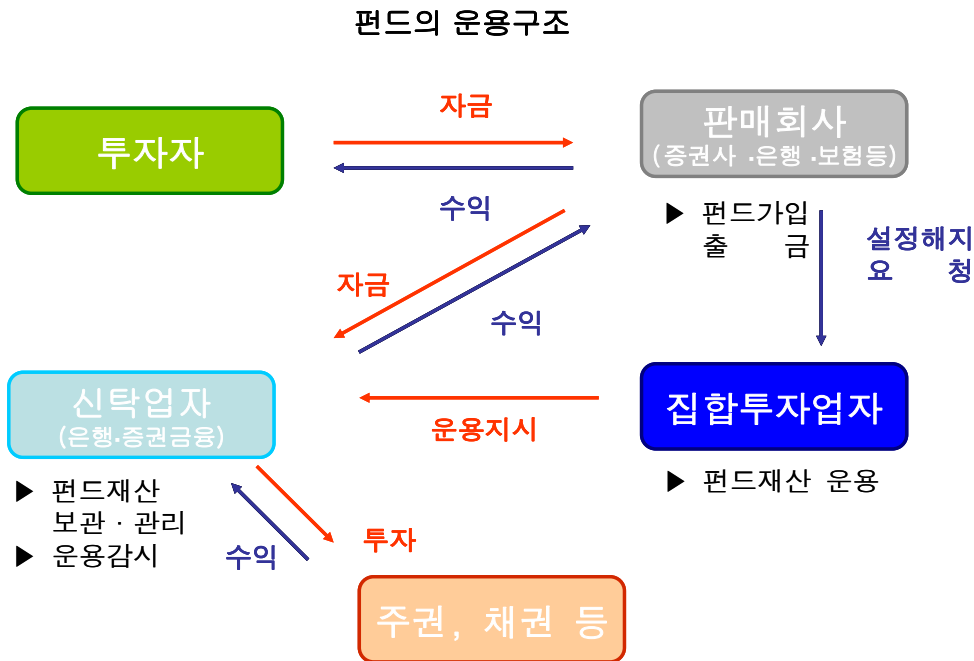 펀드의 운용구조
투자자
자금
수익
판매회사
(증권사 ·은행 ·보험등)
▶ 펀드가입
출 금
설정해지
요 청
자금
수익
신탁업자
(은행·증권금융)
▶ 펀드재산
보관 · 관리
▶ 운용감시
운용지시
집합투자업자
▶ 펀드재산 운용
투자
수익
주권, 채권 등